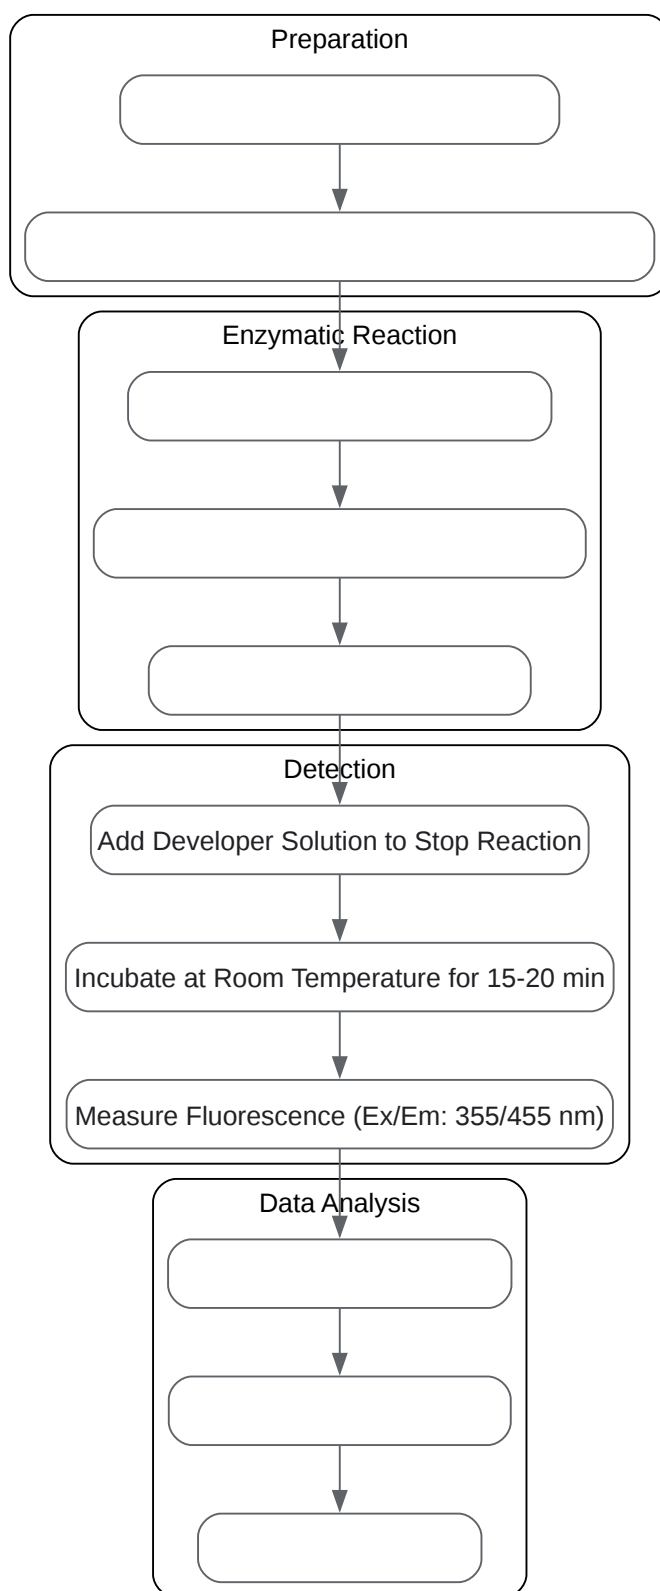 Preparation
Enzymatic Reaction
Detection
Add Developer Solution to Stop Reaction
Incubate at Room Temperature for 15-20 min
Measure Fluorescence (Ex/Em: 355/455 nm)
Data Analysis